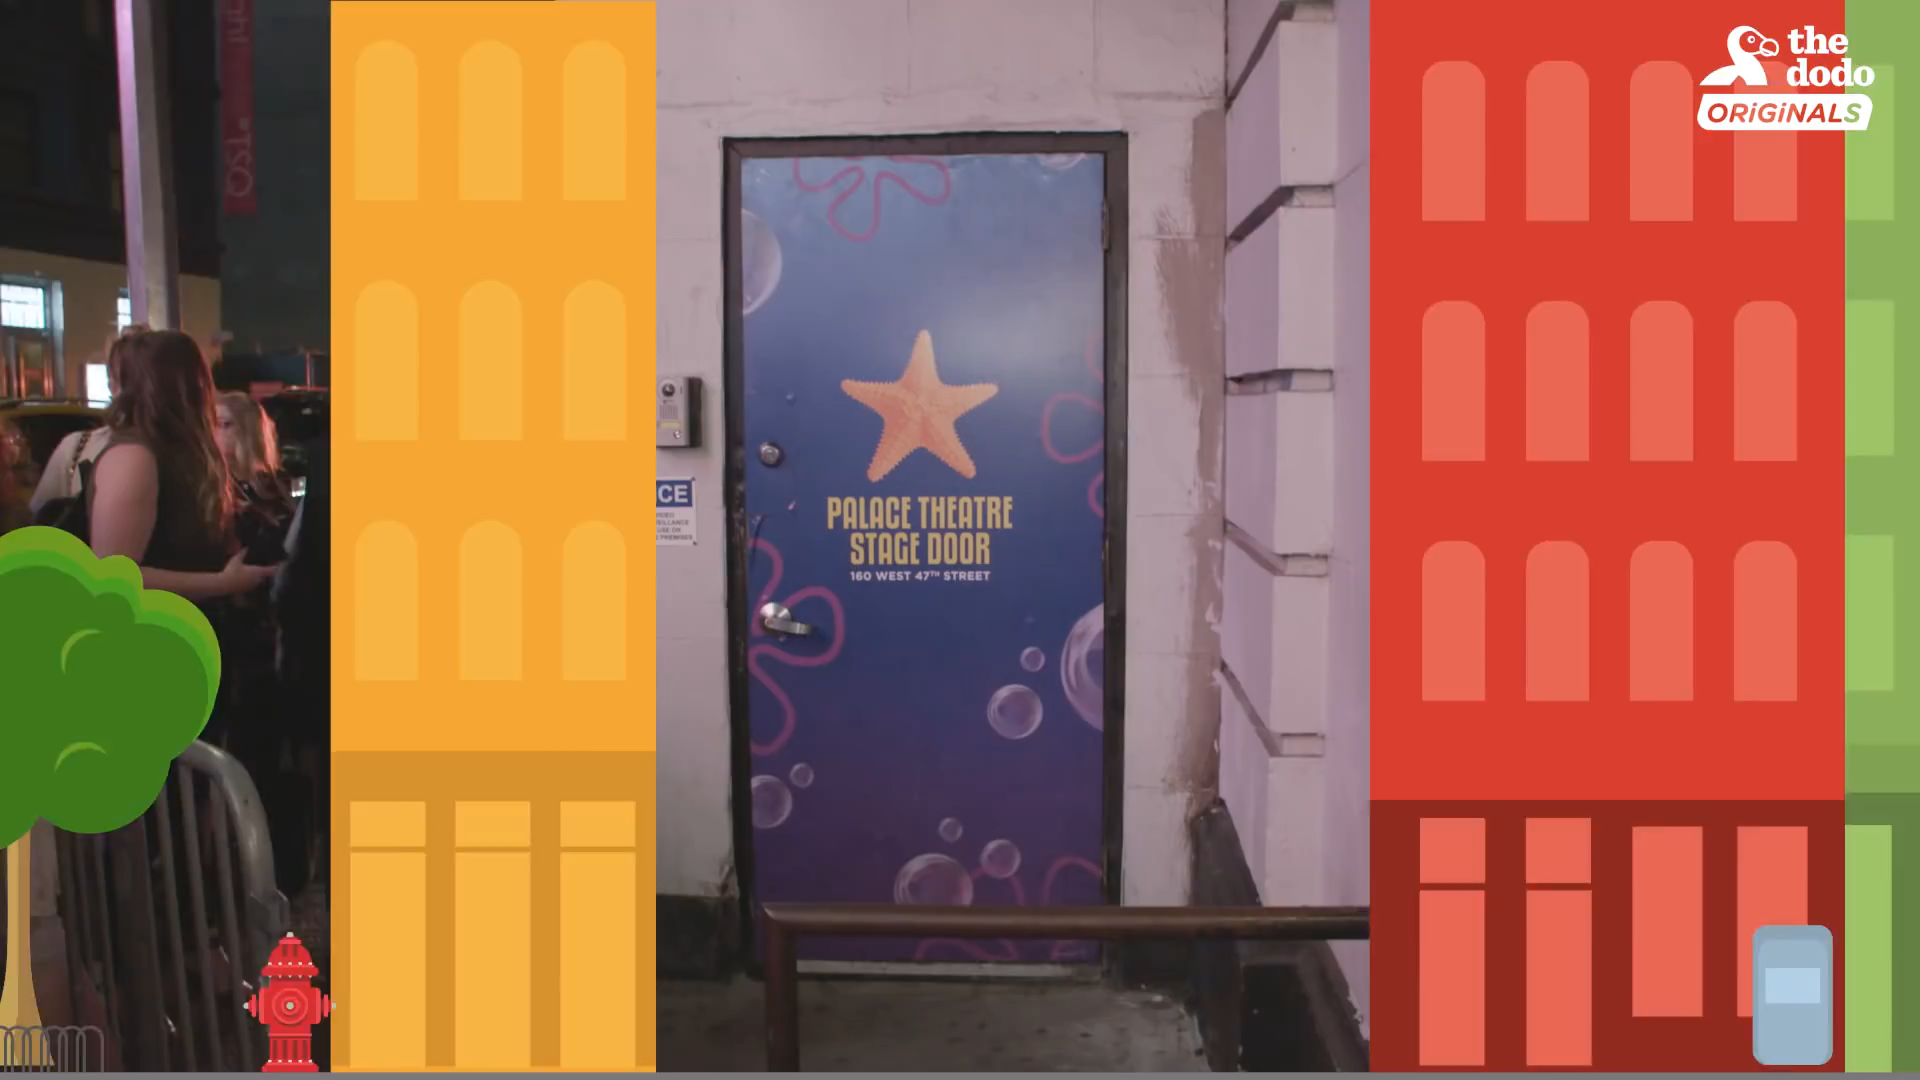 the
dodo
ORiGiNALS
CE
PALACE THEATRE
STAGE DOOR
160 WEST 47TH STREET